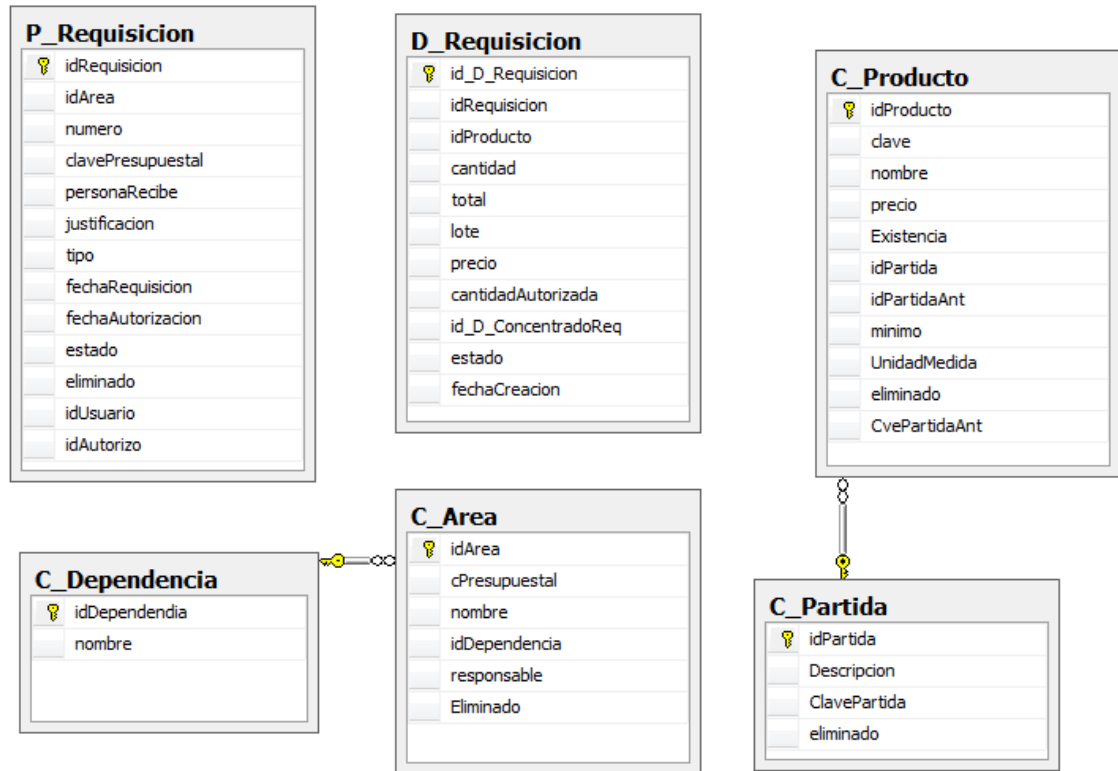 P_Requisicion
idRequisicion
idArea
numero
clavePresupuestal
personaRecibe
justificacion
tipo
fechaRequisicion
fechaAutorizacion
estado
eliminado
idUsuario
idAutorizo
D_Requisicion
id_D_Requisicion
idRequisicion
idProducto
cantidad
total
lote
precio
cantidadAutorizada
id_D_ConcentradoReq
estado
fechaCreacion
C_Producto
idProducto
clave
nombre
precio
Existencia
idPartida
idPartidaAnt
minimo
UnidadMedida
eliminado
CvePartidaAnt
C_Dependencia
idDependendia
nombre
C_Area
idArea
cPresupuestal
nombre
idDependencia
responsable
Eliminado
C_Partida
idPartida
Descripcion
ClavePartida
eliminado